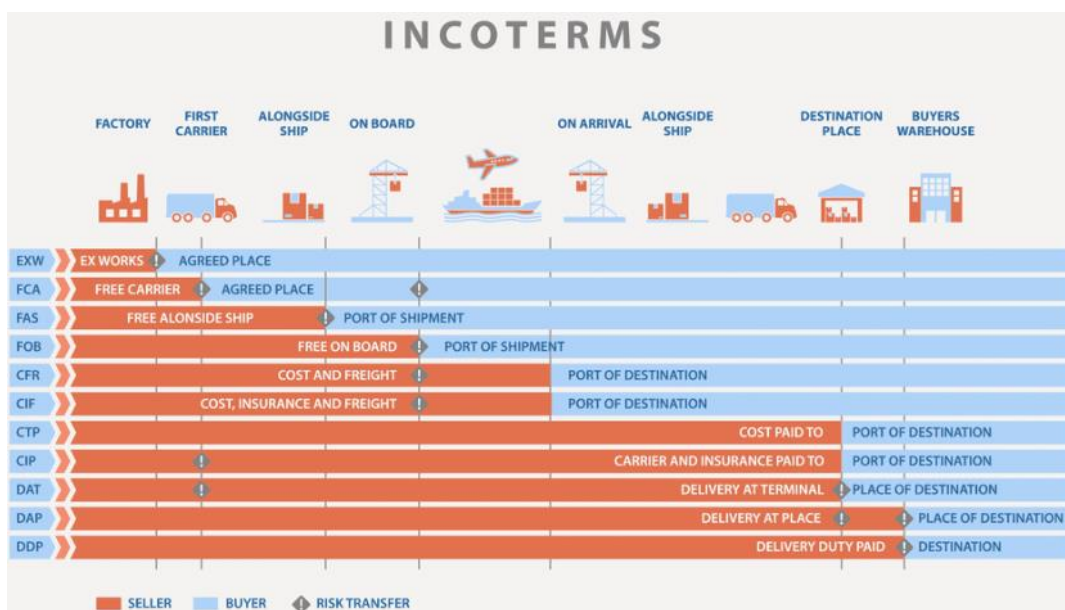 INCOTERMS
FACTORY
FIRST
CARRIER
ALONGSIDE
SHIP
ON BOARD
ON ARRIVAL
ALONGSIDE
SHIP
DESTINATION
PLACE
BUYERS
WAREHOUSE
EXW EX WORKS AGREED PLACE
FCA FREE CARRIER AGREED PLACE
FAS FREE ALONSIDE SHIP PORT OF SHIPMENT
FOB FREE ON BOARD PORT OF SHIPMENT
CFR COST AND FREIGHT PORT OF DESTINATION
CIF COST, INSURANCE AND FREIGHT PORT OF DESTINATION
CTP COST PAID TO PORT OF DESTINATION
CIP CARRIER AND INSURANCE PAID TO PORT OF DESTINATION
DAT DELIVERY AT TERMINAL PLACE OF DESTINATION
DAP DELIVERY AT PLACE PLACE OF DESTINATION
DDP DELIVERY DUTY PAID DESTINATION
SELLER BUYER RISK TRANSFER